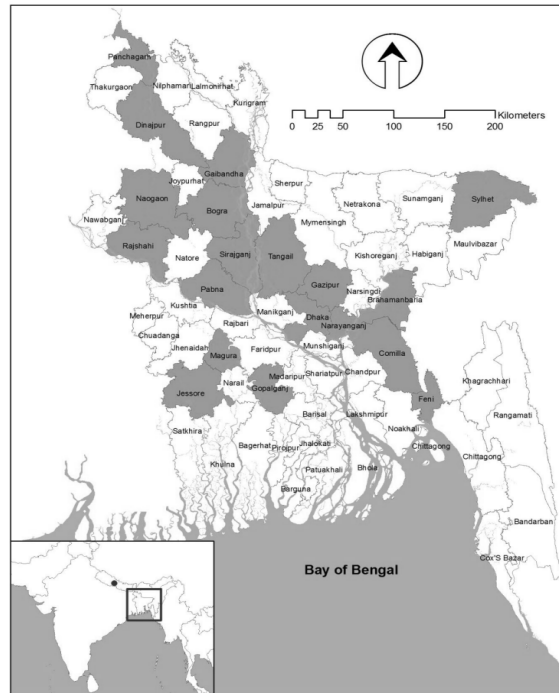 Panchagarh
Thakurgaon
Nilphamari
Lalmonirhat
Kurigram
Dinajpur
Rangpur
Kilometers
0 25 50 100 150 200
Gaibandha
Joypurhat
Sherpur
Naogaon
Bogra
Jamalpur
Netrakona
Sunamganj
Sylhet
Mymensingh
Nawabganj
Rajshahi
Natore
Sirajganj
Tangail
Kishoreganj
Habiganj
Maulvibazar
Gazipur
Narsingdi
Brahamanbaria
Pabna
Kushtia
Manikganj
Dhaka
Meherpur
Rajbari
Narayanganj
Chuadanga
Munshiganj
Jhenaidah
Magura
Faridpur
Comilla
Madaripur
Shariatpur
Chandpur
Khagrachhari
Jessore
Narail
Gopalganj
Feni
Rangamati
Barisal
Lakshmipur
Noakhali
Satkhira
Khulna
Bagerhat
Pirojpur
Jhalokati
Chittagong
Chittagong
Patuakhali
Bhola
Barguna
Bandarban
Cox'S Bazar
Bay of Bengal